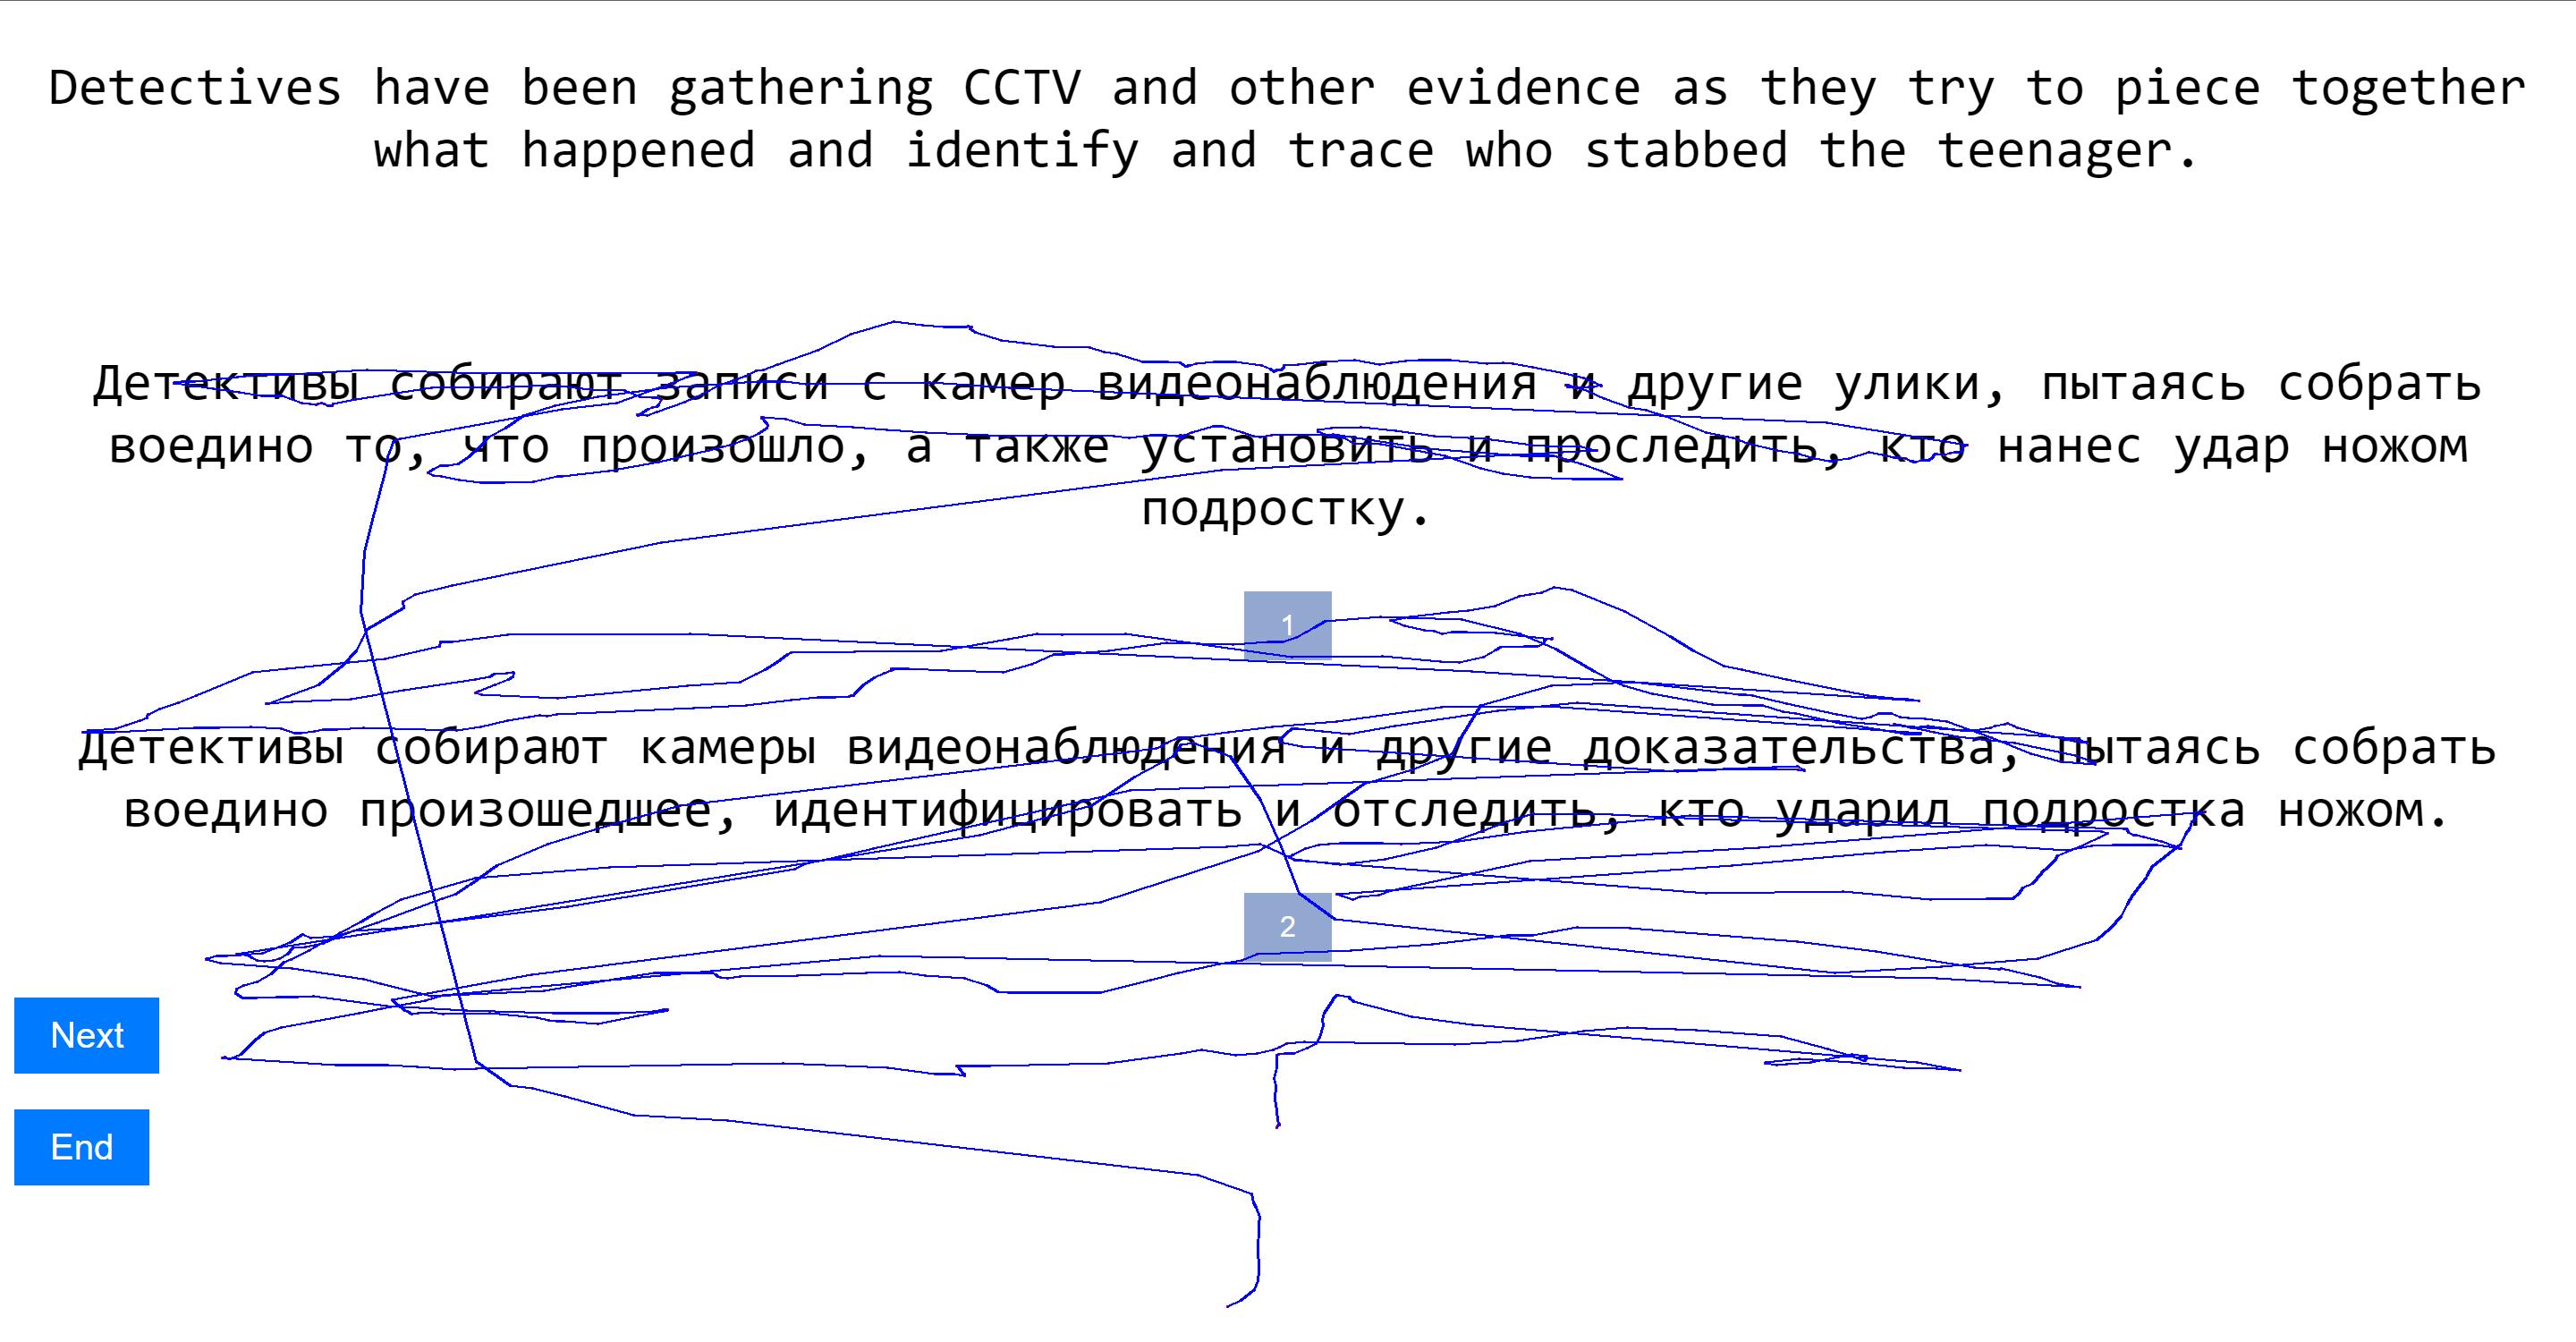 Detectives have been gathering CCTV and other evidence as they try to piece together
what happened and identify and trace who stabbed the teenager.
Детективы собирают записи с камер видеонаблюдения и другие улики, пытаясь собрать
воедино то, что произошло, а также установить и проследить, кто нанес удар ножом
подростку.
1
Детективы собирают камеры видеонаблюдения и другие доказательства, пытаясь собрать
воедино произошедшее, идентифицировать и отследить, кто ударил подростка ножом.
2
Next
End